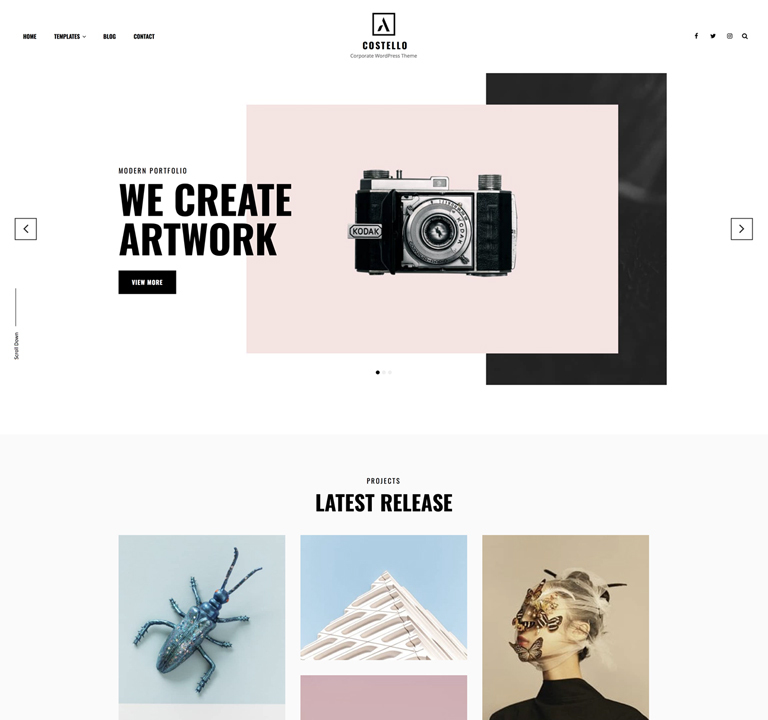 HOME
TEMPLATES
BLOG
CONTACT
COSTELLO
Corporate WordPress Theme
MODERN PORTFOLIO
WE CREATE
ARTWORK
KODAK
KODAK
VIEW MORE
Scroll Down
PROJECTS
LATEST RELEASE